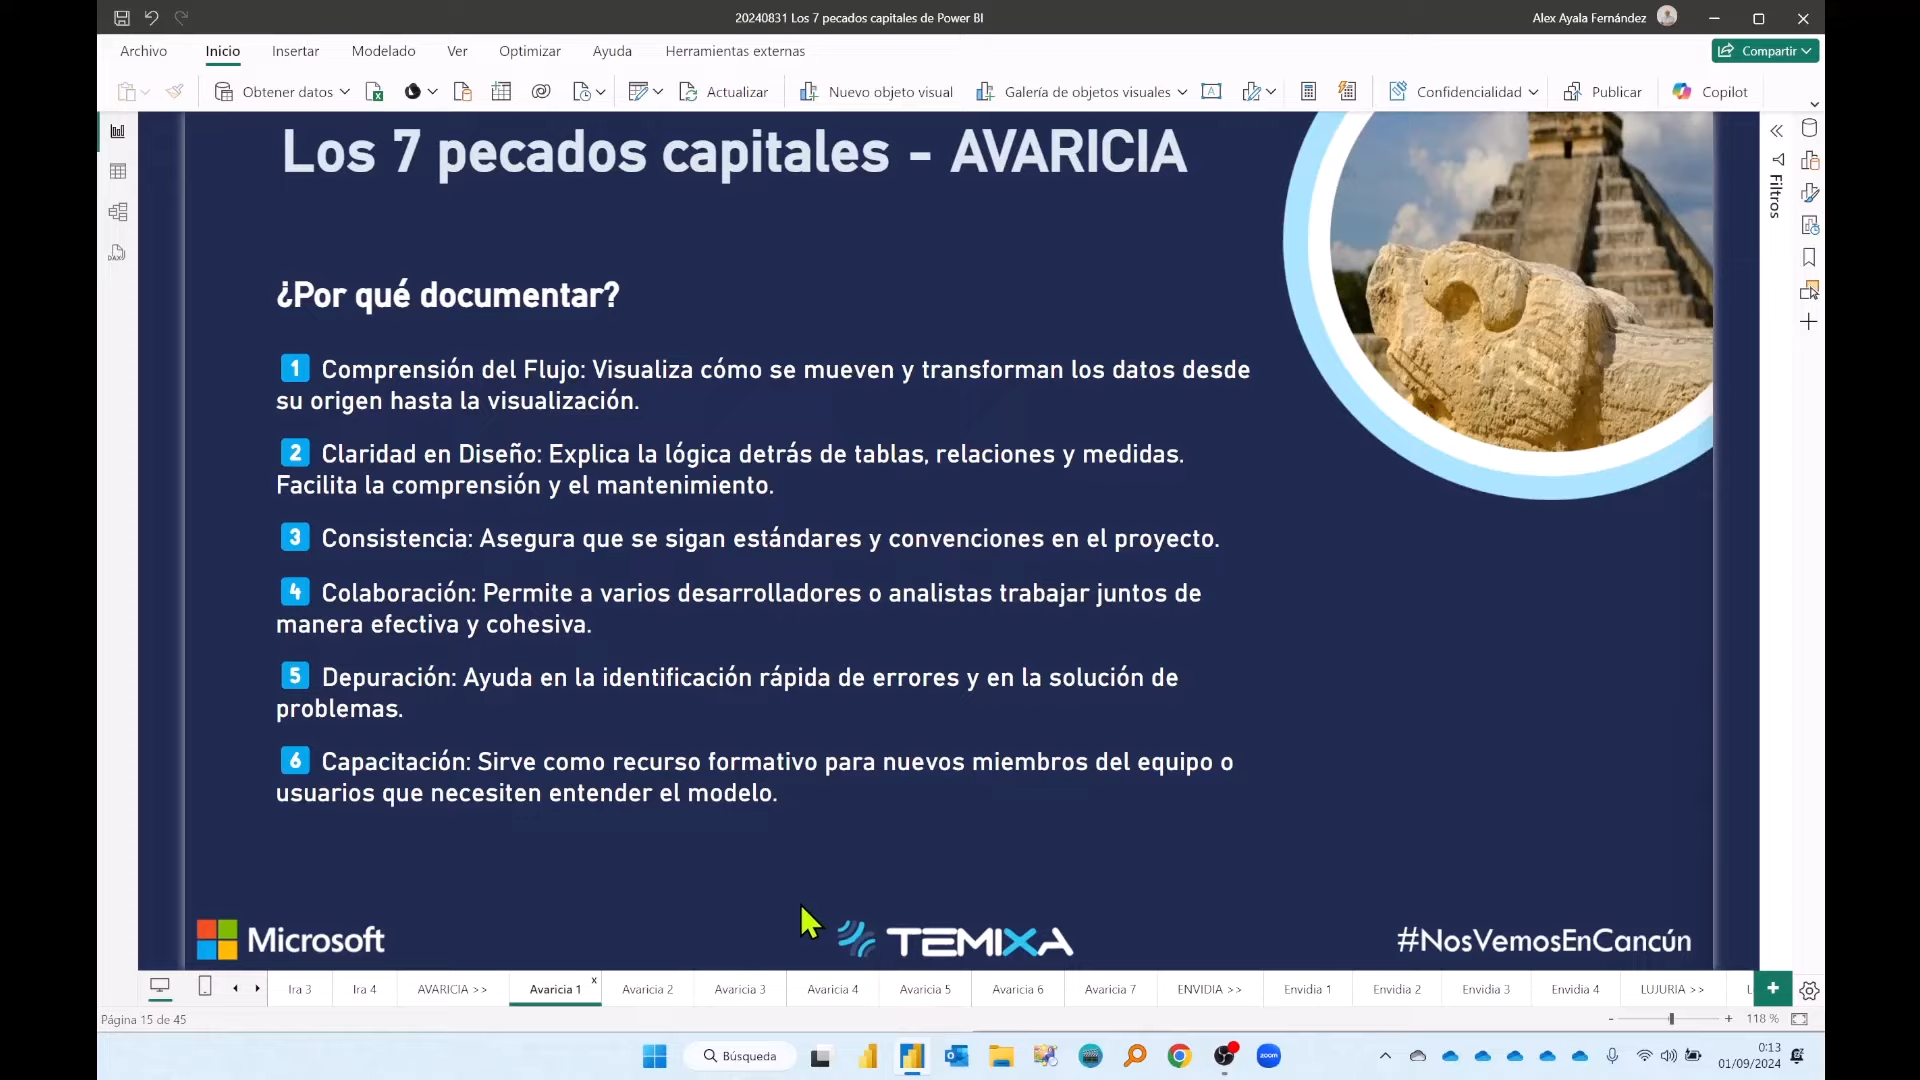 20240831 Los 7 pecados capitales de Power BI
Alex Ayala Fernández
Archivo
Inicio
Insertar
Modelado
Ver
Optimizar
Ayuda
Herramientas externas
Compartir
Obtener datos
Actualizar
Nuevo objeto visual
Galería de objetos visuales
Confidencialidad
Publicar
Copilot
Los 7 pecados capitales - AVARICIA
Filtros
¿Por qué documentar?
1 Comprensión del Flujo: Visualiza cómo se mueven y transforman los datos desde
su origen hasta la visualización.
2 Claridad en Diseño: Explica la lógica detrás de tablas, relaciones y medidas.
Facilita la comprensión y el mantenimiento.
3 Consistencia: Asegura que se sigan estándares y convenciones en el proyecto.
4 Colaboración: Permite a varios desarrolladores o analistas trabajar juntos de
manera efectiva y cohesiva.
5 Depuración: Ayuda en la identificación rápida de errores y en la solución de
problemas.
6 Capacitación: Sirve como recurso formativo para nuevos miembros del equipo o
usuarios que necesiten entender el modelo.
Microsoft
TEMIXA
#NosVemosEnCancún
Ira 3
Ira 4
AVARICIA >>
Avaricia 1
Avaricia 2
Avaricia 3
Avaricia 4
Avaricia 5
Avaricia 6
Avaricia 7
ENVIDIA >>
Envidia 1
Envidia 2
Envidia 3
Envidia 4
LUJURIA >>
L
Página 15 de 45
118 %
Búsqueda
zoom
0:13
01/09/2024